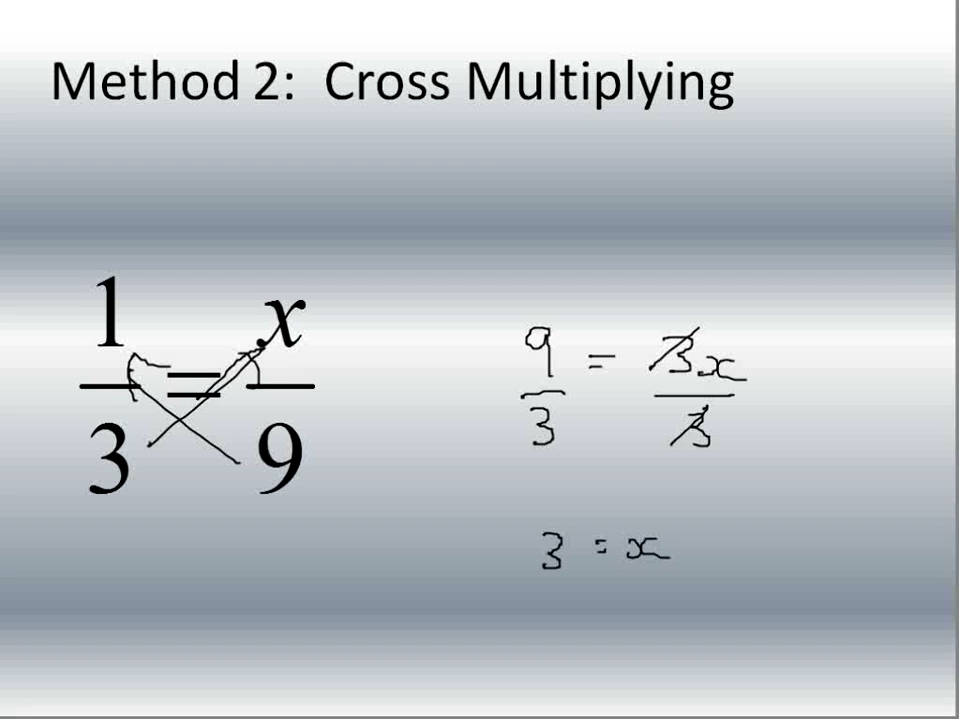 Method 2: Cross Multiplying
1/3 = x/9
9/3 = 3x/3
3 = x